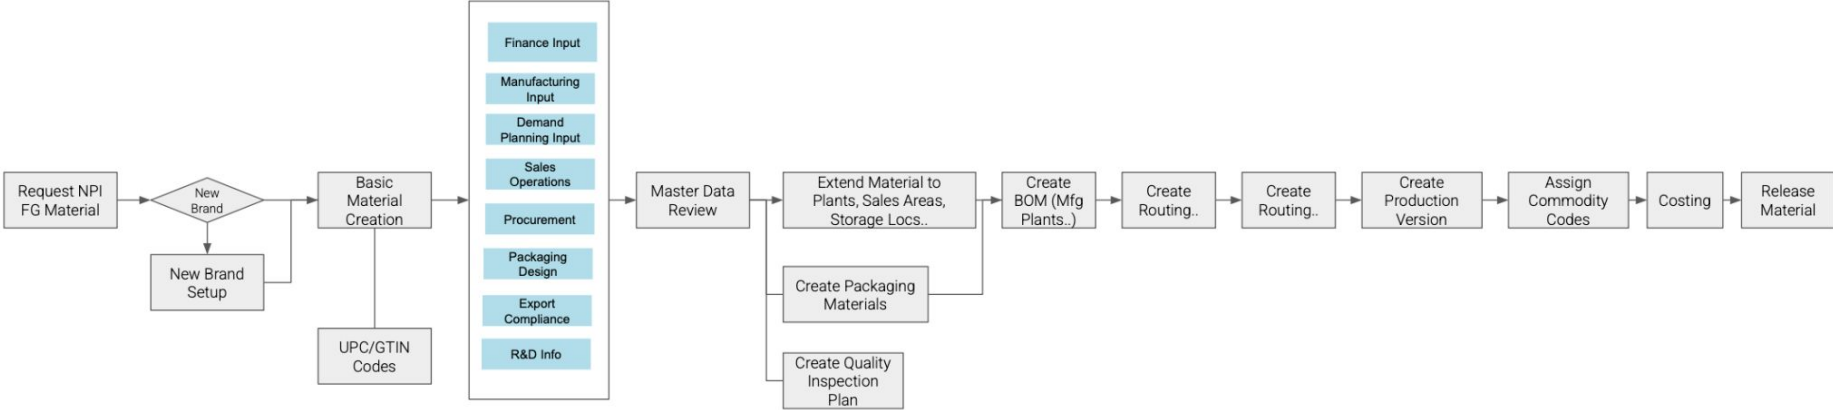 Request NPI
FG Material
New
Brand
New Brand
Setup
Basic
Material
Creation
UPC/GTIN
Codes
Finance Input
Manufacturing
Input
Demand
Planning Input
Sales
Operations
Procurement
Packaging
Design
Export
Compliance
R&D Info
Master Data
Review
Extend Material to
Plants, Sales Areas,
Storage Locs..
Create Packaging
Materials
Create Quality
Inspection
Plan
Create
BOM (Mfg
Plants..)
Create
Routing..
Create
Routing..
Create
Production
Version
Assign
Commodity
Codes
Costing
Release
Material